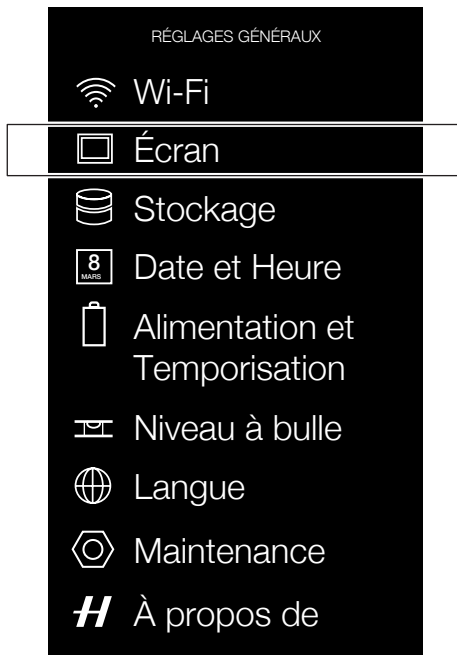 RÉGLAGES GÉNÉRAUX
Wi-Fi
Écran
Stockage
8
MARS
Date et Heure
Alimentation et
Temporisation
Niveau à bulle
Langue
Maintenance
H À propos de